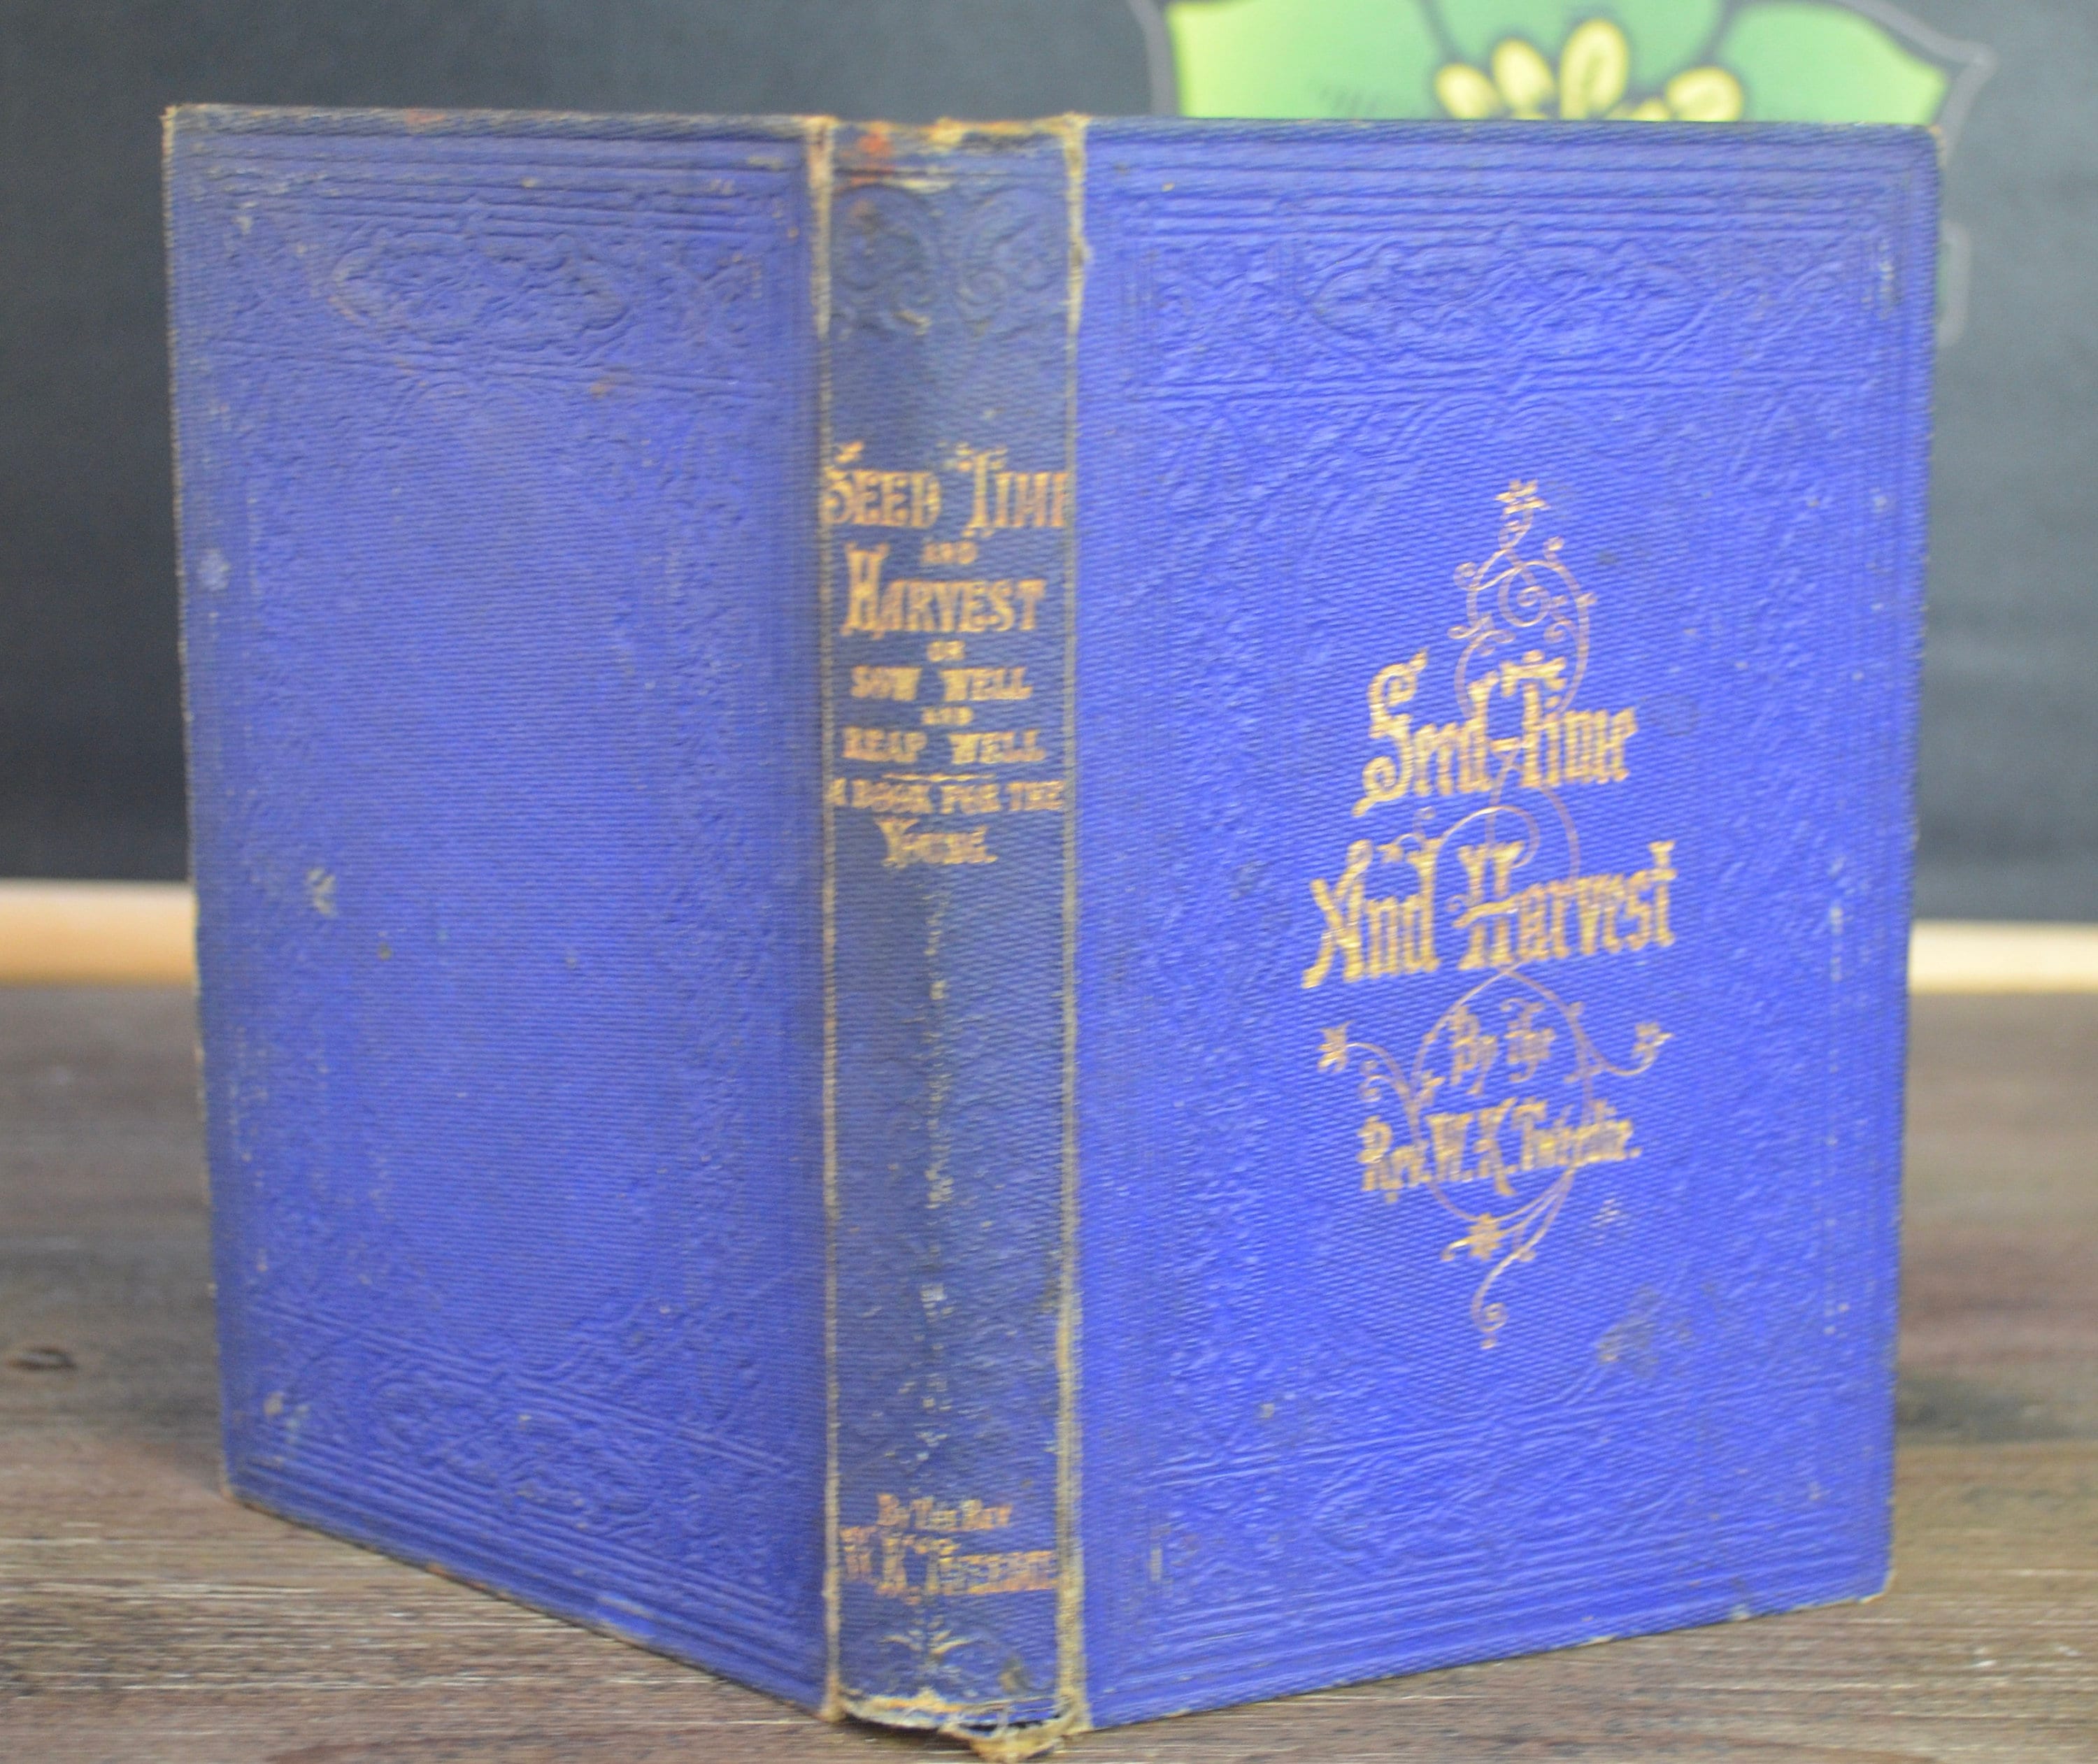 SEED TIME
AND
HARVEST
OR
SOW WELL
AND
REAP WELL
A BOOK FOR THE
YOUNG.
BY THE REV
W. K. TWEEDIE
Seed-Time
And Harvest
By The
Rev. W. K. Tweedie.